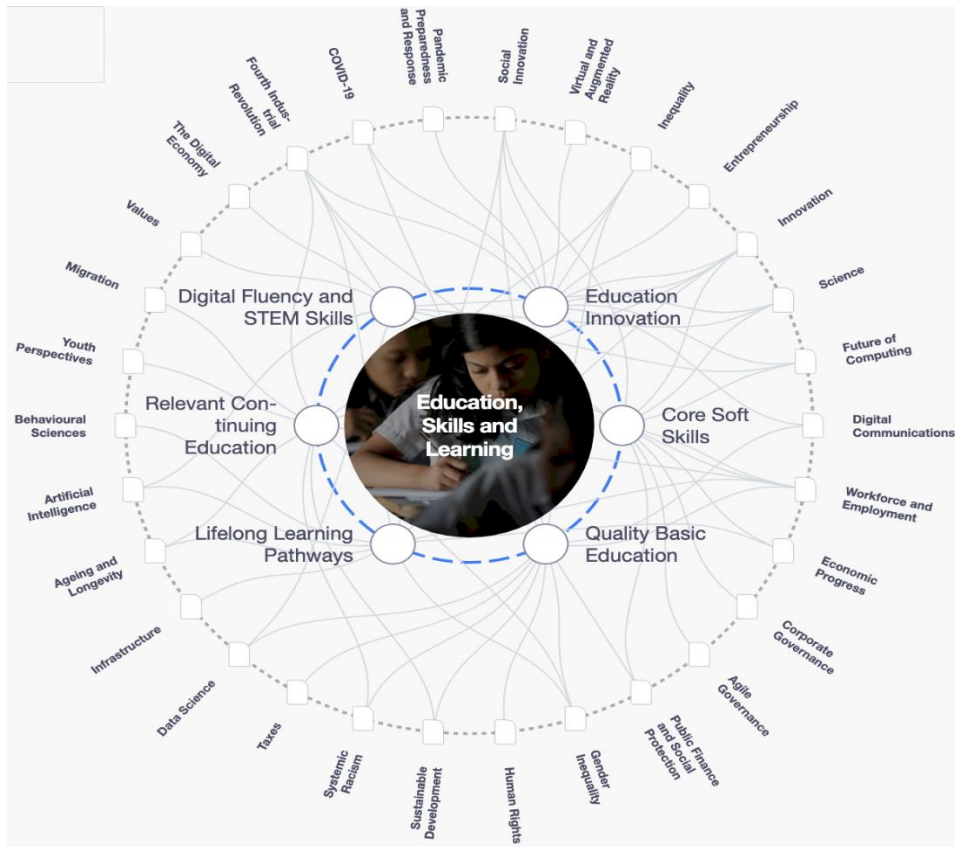 Education,
Skills and
Learning
Digital Fluency and
STEM Skills
Education
Innovation
Relevant Con-
tinuing
Education
Core Soft
Skills
Lifelong Learning
Pathways
Quality Basic
Education
Social
Innovation
Virtual and
Augmented
Reality
Inequality
Entrepreneurship
Innovation
Science
Future of
Computing
Digital
Communications
Workforce and
Employment
Economic
Progress
Corporate
Governance
Agile
Governance
Public Finance
and Social
Protection
Gender
Inequality
Human Rights
Sustainable
Development
Systemic
Racism
Taxes
Data Science
Infrastructure
Ageing and
Longevity
Artificial
Intelligence
Behavioural
Sciences
Youth
Perspectives
Migration
Values
The Digital
Economy
Fourth Indus-
trial
Revolution
COVID-19
Pandemic
Preparedness
and Response